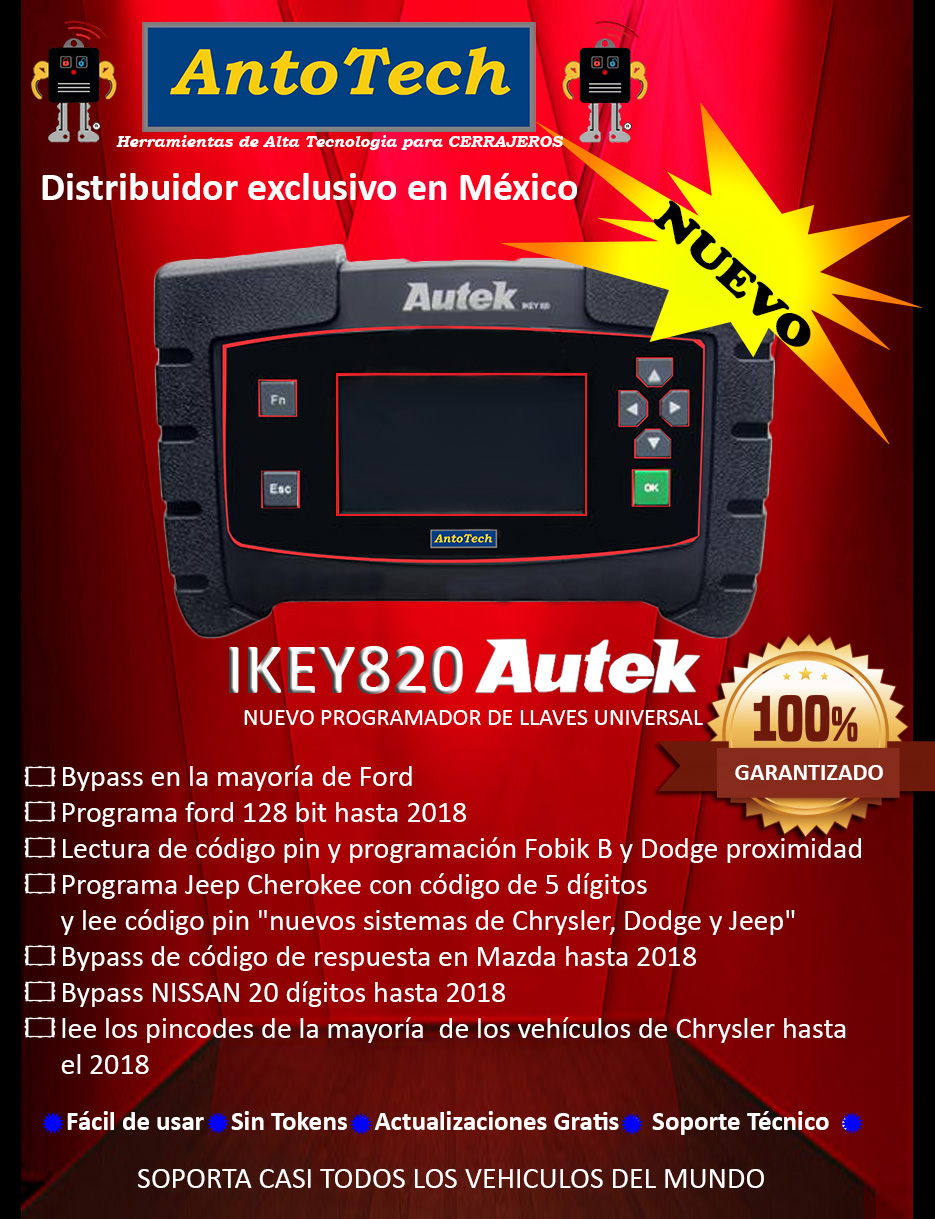 AntoTech
Herramientas de Alta Tecnologia para CERRAJEROS
Distribuidor exclusivo en México
NUEVO
Autek IKEY 820
Fn
Esc
OK
AntoTech
IKEY820 Autek
NUEVO PROGRAMADOR DE LLAVES UNIVERSAL
100%
GARANTIZADO
Bypass en la mayoría de Ford
Programa ford 128 bit hasta 2018
Lectura de código pin y programación Fobik B y Dodge proximidad
Programa Jeep Cherokee con código de 5 dígitos
y lee código pin "nuevos sistemas de Chrysler, Dodge y Jeep"
Bypass de código de respuesta en Mazda hasta 2018
Bypass NISSAN 20 dígitos hasta 2018
lee los pincodes de la mayoría de los vehículos de Chrysler hasta
el 2018
Fácil de usar Sin Tokens Actualizaciones Gratis Soporte Técnico
SOPORTA CASI TODOS LOS VEHICULOS DEL MUNDO